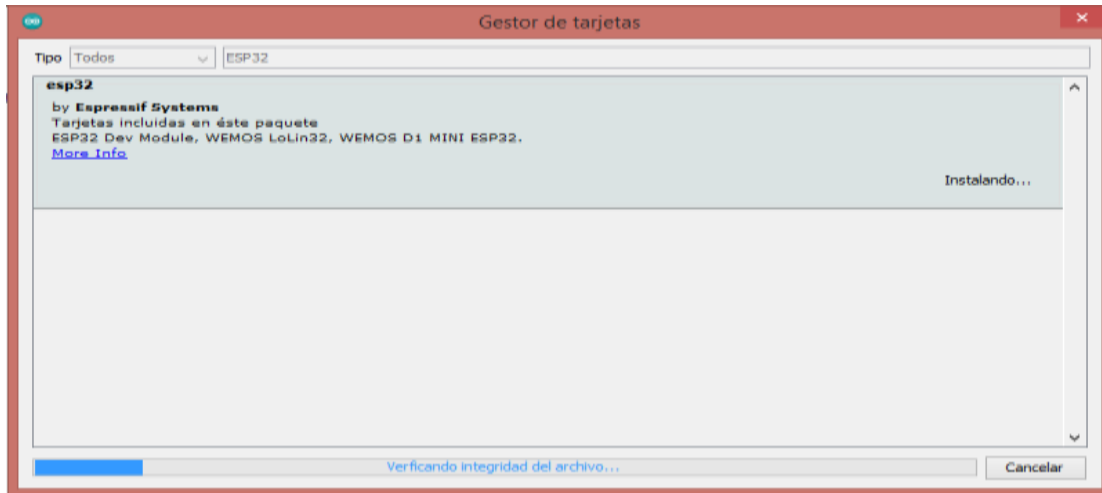 Gestor de tarjetas
Tipo Todos ESP32
esp32
by Espressif Systems
Tarjetas incluidas en éste paquete
ESP32 Dev Module, WEMOS LoLin32, WEMOS D1 MINI ESP32.
More Info
Instalando...
Verficando integridad del archivo...
Cancelar